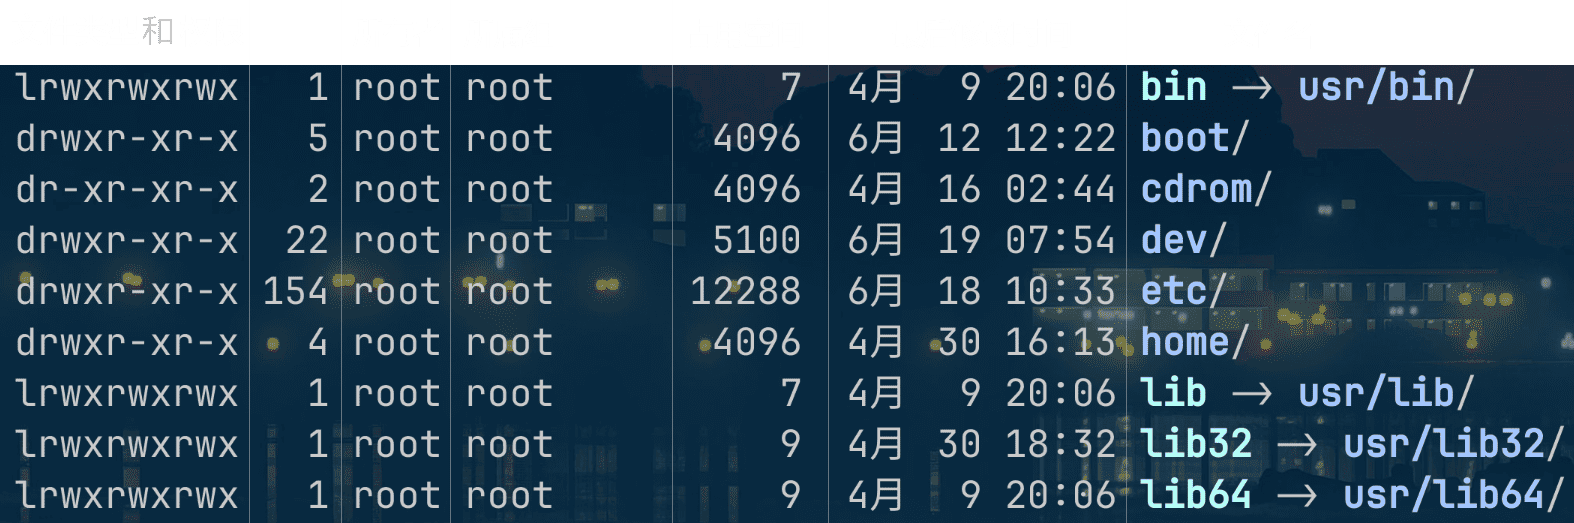 和
lrwxrwxrwx 1 root root 7 4月 9 20:06 bin -> usr/bin/
drwxr-xr-x 5 root root 4096 6月 12 12:22 boot/
dr-xr-xr-x 2 root root 4096 4月 16 02:44 cdrom/
drwxr-xr-x 22 root root 5100 6月 19 07:54 dev/
drwxr-xr-x 154 root root 12288 6月 18 10:33 etc/
drwxr-xr-x 4 root root 4096 4月 30 16:13 home/
lrwxrwxrwx 1 root root 7 4月 9 20:06 lib -> usr/lib/
lrwxrwxrwx 1 root root 9 4月 30 18:32 lib32 -> usr/lib32/
lrwxrwxrwx 1 root root 9 4月 9 20:06 lib64 -> usr/lib64/